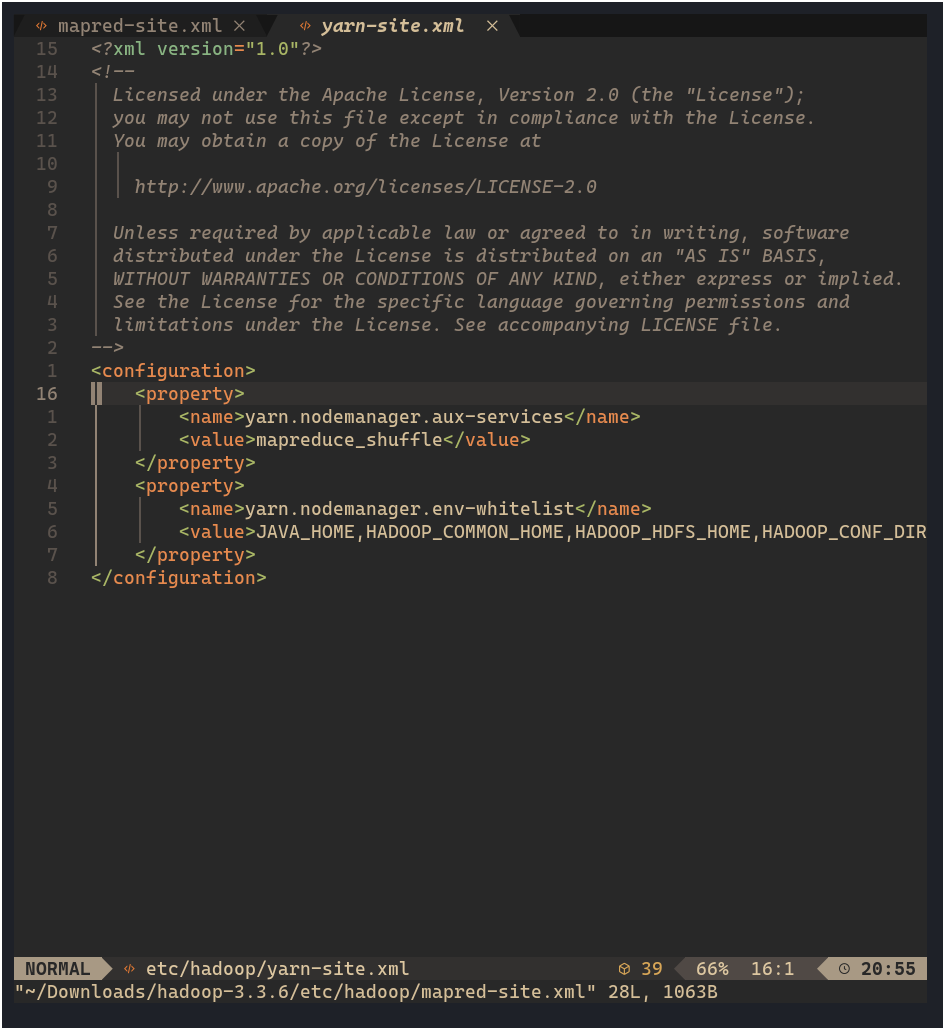 mapred-site.xml × yarn-site.xml ×
15 <?xml version="1.0"?>
14 <!--
13 Licensed under the Apache License, Version 2.0 (the "License");
12 you may not use this file except in compliance with the License.
11 You may obtain a copy of the License at
10
9 http://www.apache.org/licenses/LICENSE-2.0
8
7 Unless required by applicable law or agreed to in writing, software
6 distributed under the License is distributed on an "AS IS" BASIS,
5 WITHOUT WARRANTIES OR CONDITIONS OF ANY KIND, either express or implied.
4 See the License for the specific language governing permissions and
3 limitations under the License. See accompanying LICENSE file.
2 -->
1 <configuration>
16 <property>
1 <name>yarn.nodemanager.aux-services</name>
2 <value>mapreduce_shuffle</value>
3 </property>
4 <property>
5 <name>yarn.nodemanager.env-whitelist</name>
6 <value>JAVA_HOME,HADOOP_COMMON_HOME,HADOOP_HDFS_HOME,HADOOP_CONF_DIR
7 </property>
8 </configuration>
NORMAL etc/hadoop/yarn-site.xml 39 66% 16:1 20:55
"~/Downloads/hadoop-3.3.6/etc/hadoop/mapred-site.xml" 28L, 1063B